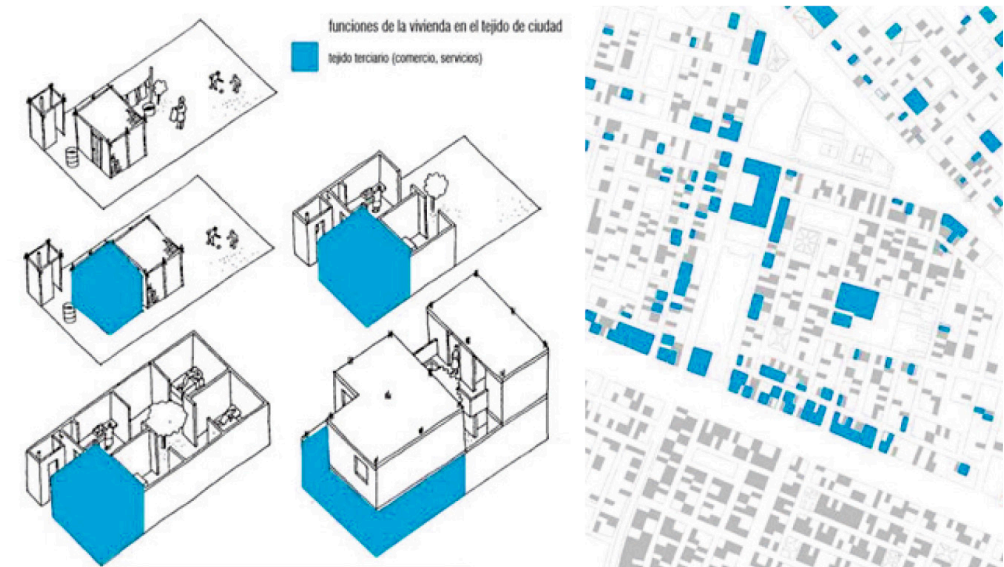 funciones de la vivienda en el tejido de ciudad
tejido terciario (comercio, servicios)